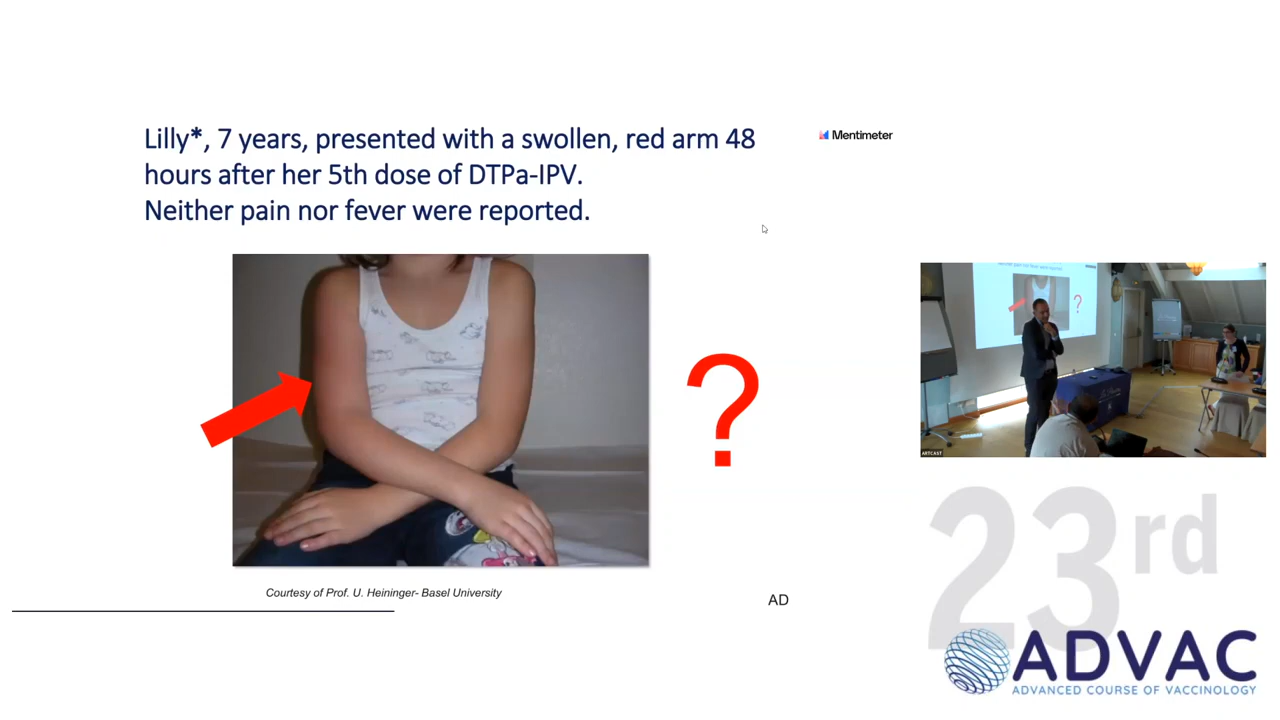 Lilly*, 7 years, presented with a swollen, red arm 48
hours after her 5th dose of DTPa-IPV.
Neither pain nor fever were reported.
Mentimeter
?
Courtesy of Prof. U. Heininger- Basel University
AD
ARTCAST
23rd
ADVAC
ADVANCED COURSE OF VACCINOLOGY